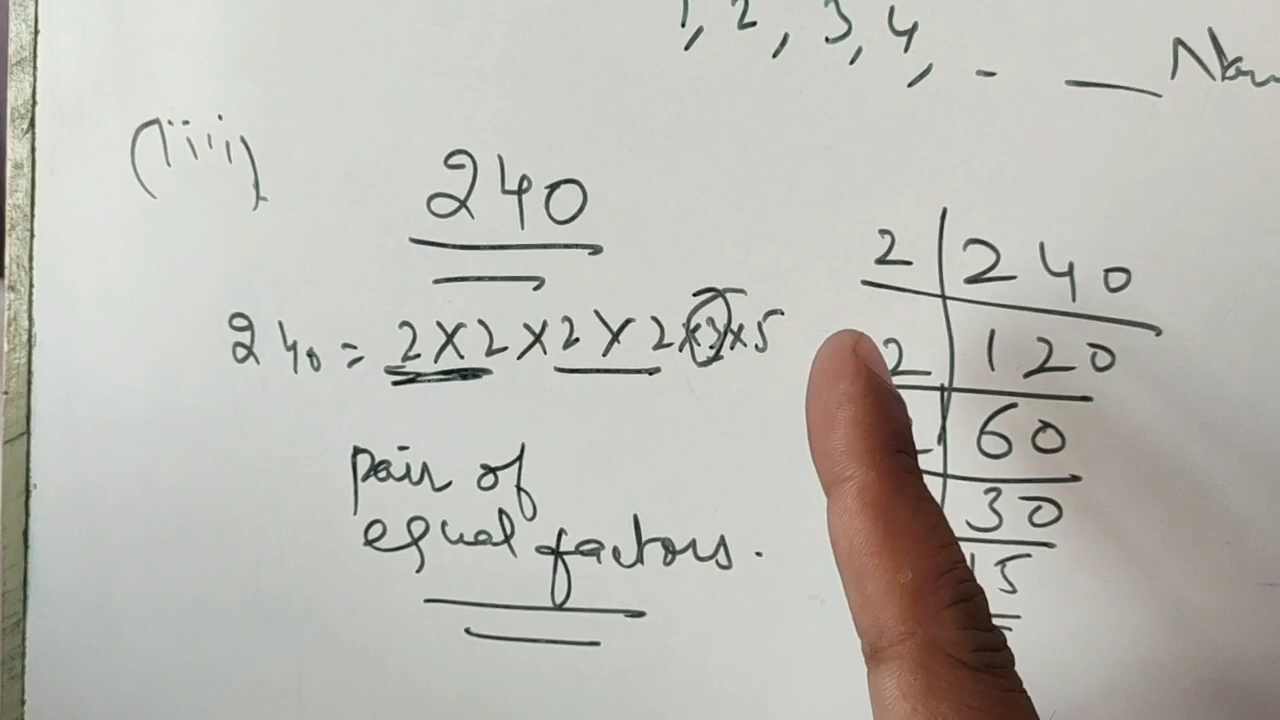 1, 2, 3, 4, - —
(iii)
240
240 = 2×2×2×2×3×5
pair of
equal factors.
2 | 240
2 | 120
60
30
15